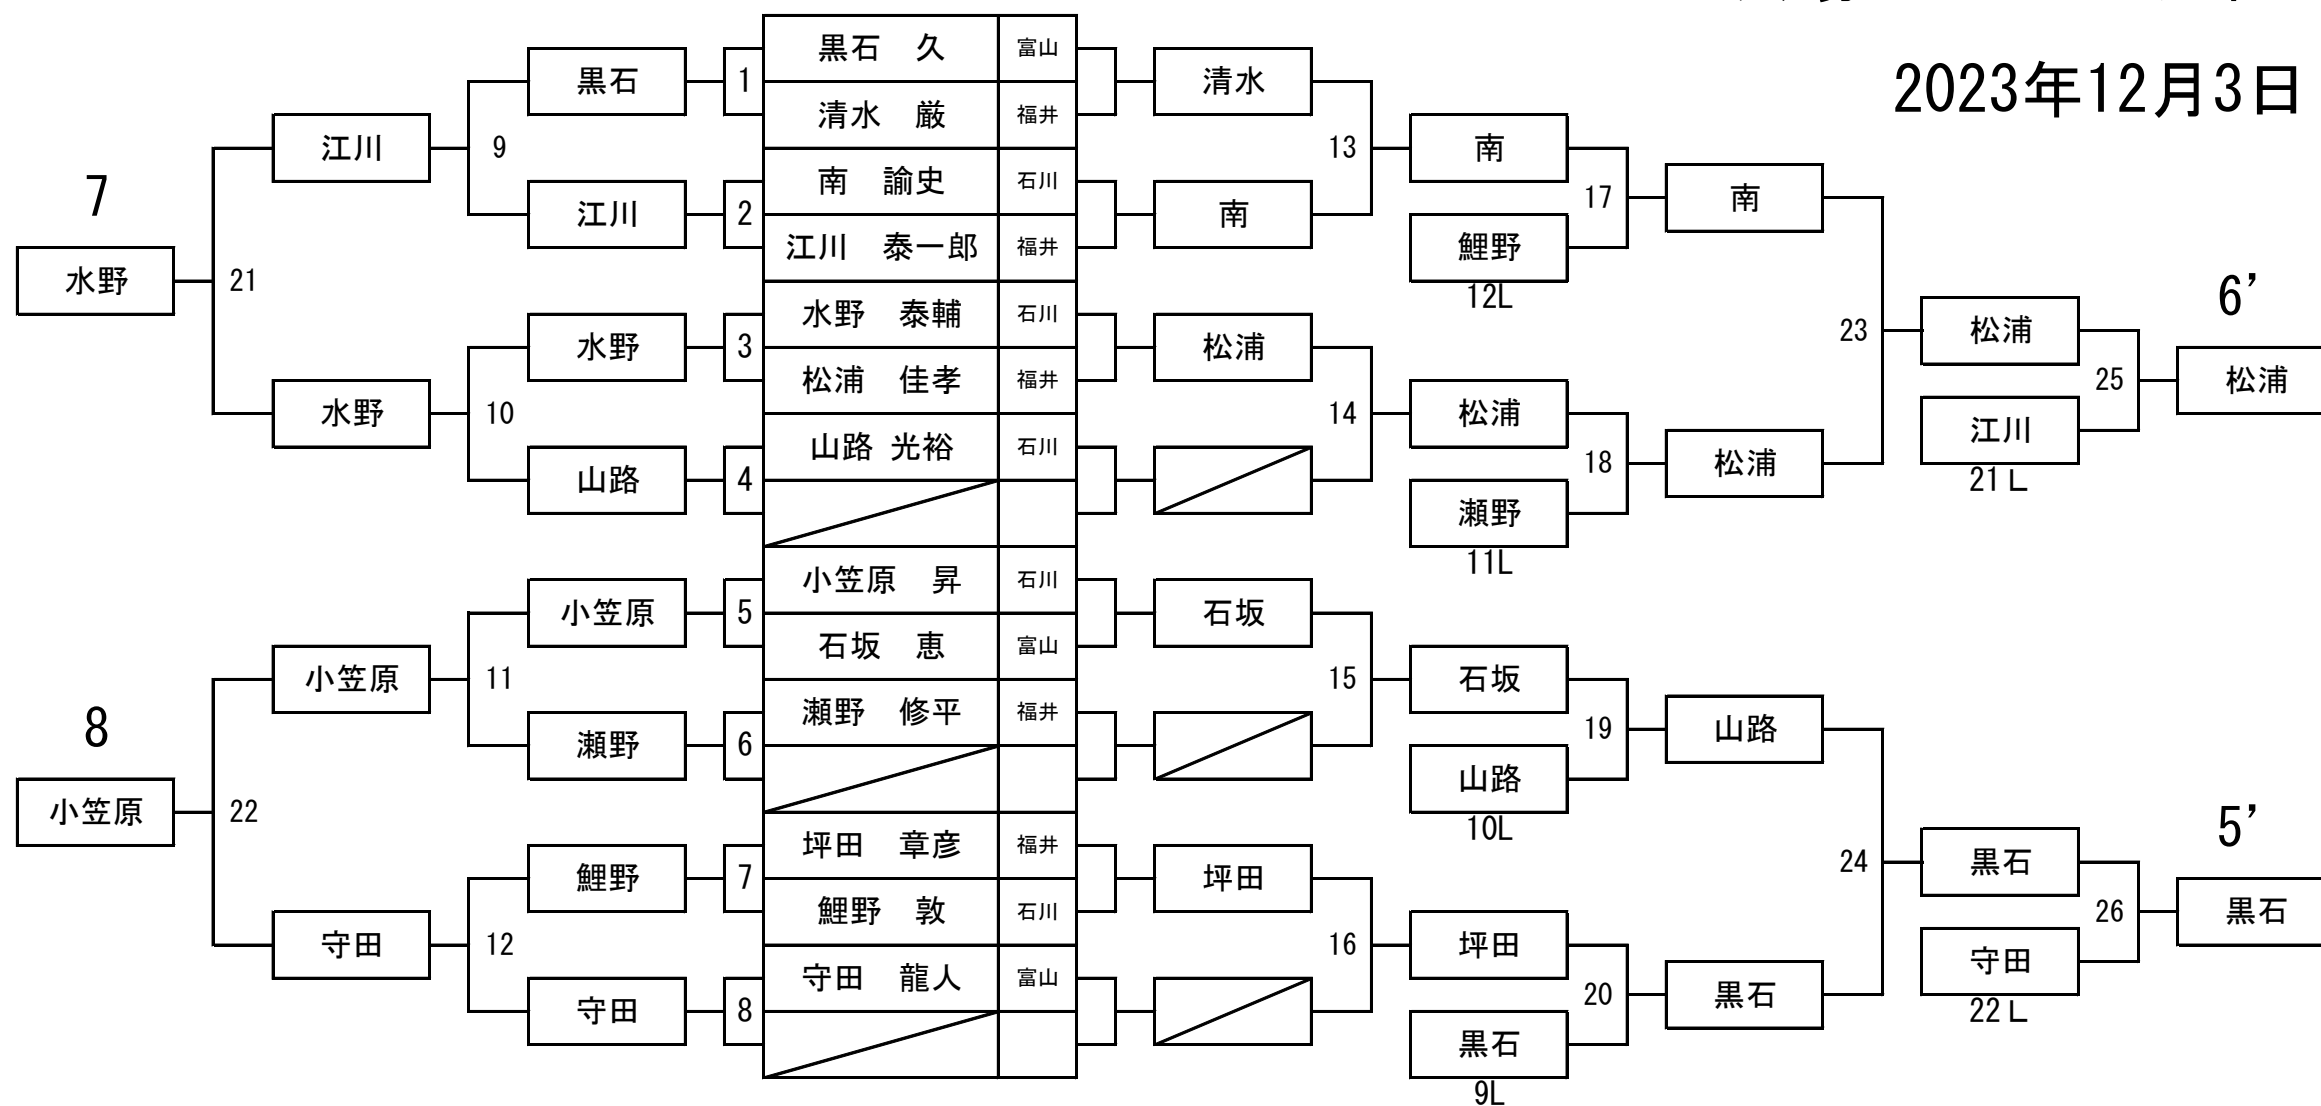 2023年12月3日
黒石 久 富山
清水 厳 福井
南 諭史 石川
江川 泰一郎 福井
水野 泰輔 石川
松浦 佳孝 福井
山路 光裕 石川
小笠原 昇 石川
石坂 恵 富山
瀬野 修平 福井
坪田 章彦 福井
鯉野 敦 石川
守田 龍人 富山
1
2
3
4
5
6
7
8
黒石
江川
水野
山路
小笠原
瀬野
鯉野
守田
9
10
11
12
江川
水野
小笠原
守田
21
22
7
水野
8
小笠原
清水
南
松浦
石坂
坪田
13
14
15
16
南
鯉野
12L
松浦
瀬野
11L
石坂
山路
10L
坪田
黒石
9L
17
18
19
20
南
松浦
山路
黒石
23
24
松浦
江川
21L
黒石
守田
22L
25
26
6’
松浦
5’
黒石